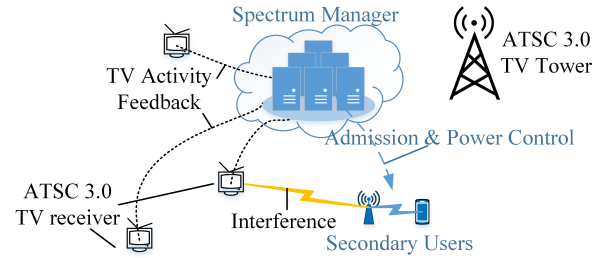 Spectrum Manager
ATSC 3.0
TV Tower
TV Activity
Feedback
Admission & Power Control
ATSC 3.0
TV receiver
Interference
Secondary Users